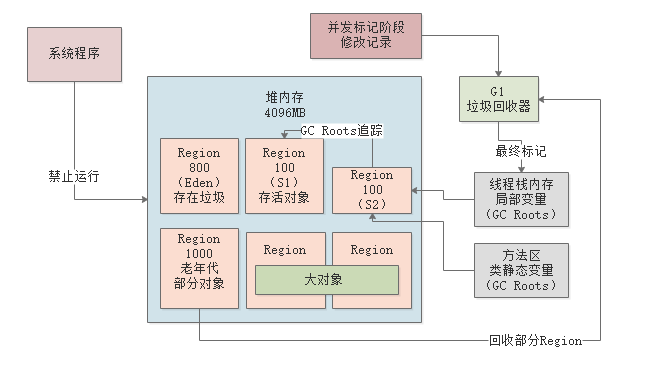 并发标记阶段
修改记录
系统程序
G1
垃圾回收器
堆内存
4096MB
GC Roots追踪
最终标记
Region
800
（Eden）
存在垃圾
Region
100
（S1）
存活对象
Region
100
（S2）
禁止运行
线程栈内存
局部变量
（GC Roots）
Region
1000
老年代
部分对象
Region
Region
大对象
方法区
类静态变量
（GC Roots）
回收部分Region